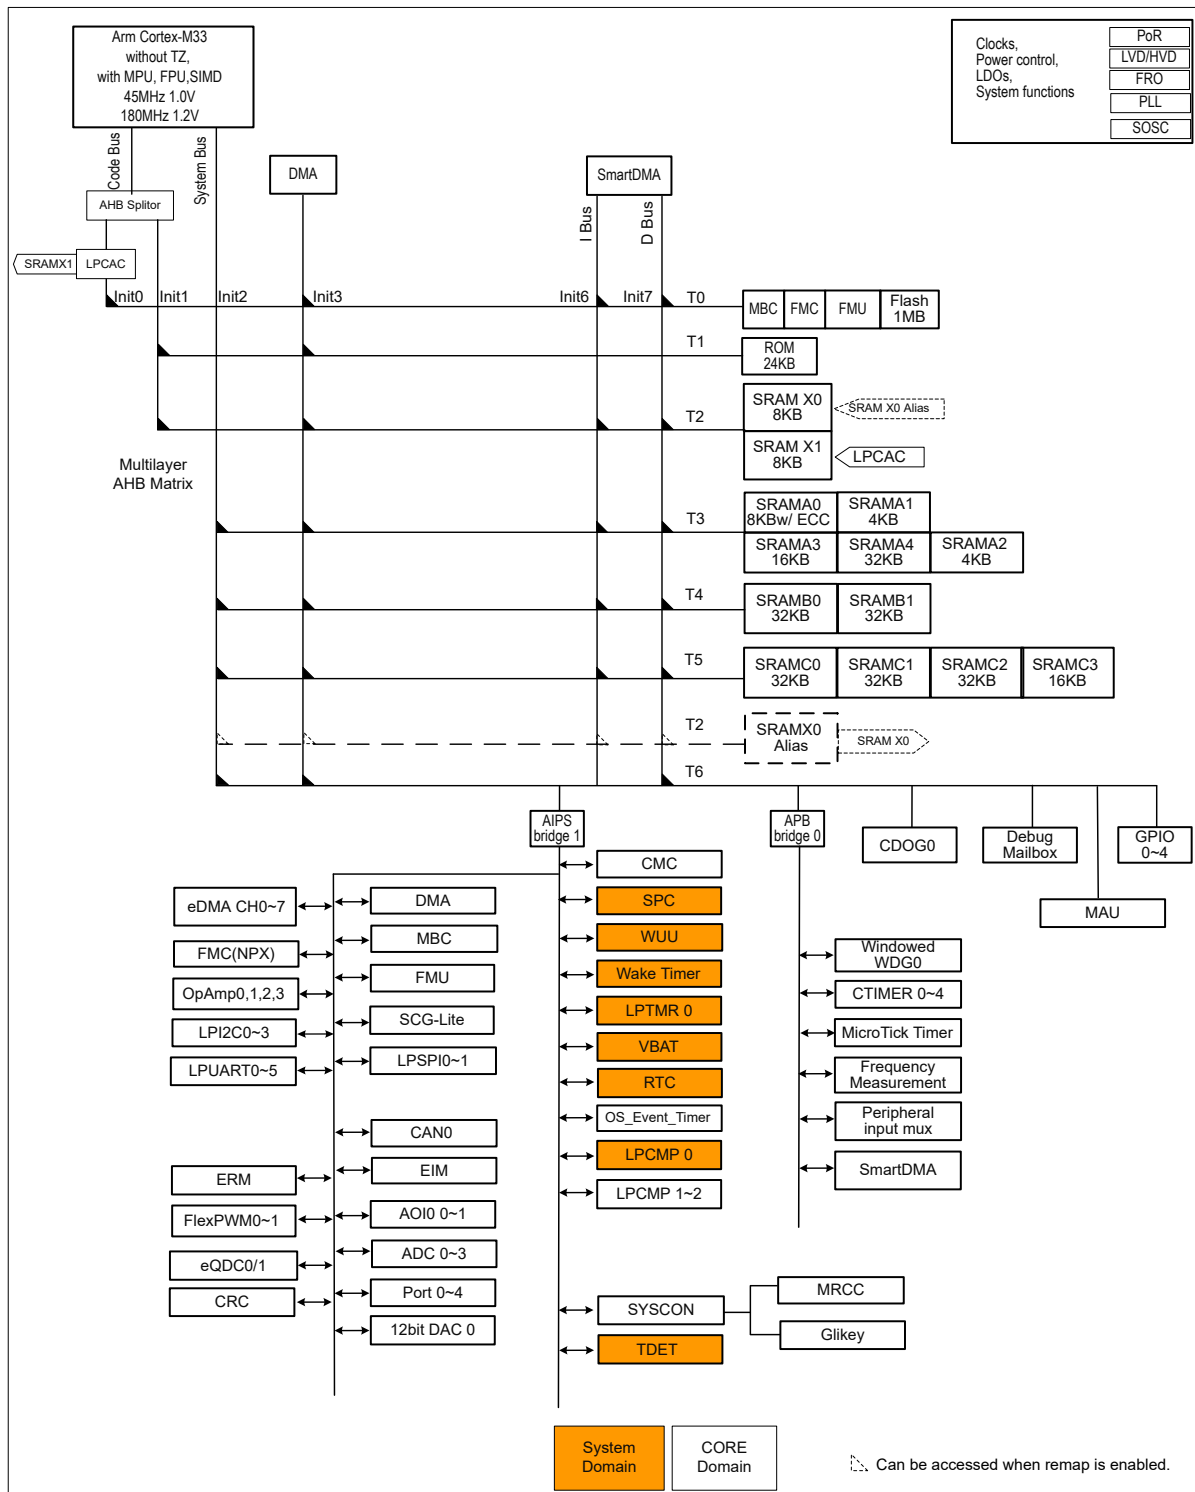 Arm Cortex-M33
without TZ,
with MPU, FPU,SIMD
45MHz 1.0V
180MHz 1.2V
Clocks,
Power control,
LDOs,
System functions
PoR
LVD/HVD
FRO
PLL
SOSC
Code Bus
System Bus
DMA
SmartDMA
I Bus
D Bus
AHB Splitor
SRAMX1
LPCAC
Init0
Init1
Init2
Init3
Init6
Init7
T0
MBC
FMC
FMU
Flash
1MB
T1
ROM
24KB
T2
SRAM X0
8KB
SRAM X0 Alias
SRAM X1
8KB
LPCAC
Multilayer
AHB Matrix
T3
SRAMA0
8KBw/ ECC
SRAMA1
4KB
SRAMA3
16KB
SRAMA4
32KB
SRAMA2
4KB
T4
SRAMB0
32KB
SRAMB1
32KB
T5
SRAMC0
32KB
SRAMC1
32KB
SRAMC2
32KB
SRAMC3
16KB
T2
SRAMX0
Alias
SRAM X0
T6
AIPS
bridge 1
APB
bridge 0
CDOG0
Debug
Mailbox
GPIO
0~4
MAU
eDMA CH0~7
FMC(NPX)
OpAmp0,1,2,3
LPI2C0~3
LPUART0~5
ERM
FlexPWM0~1
eQDC0/1
CRC
DMA
MBC
FMU
SCG-Lite
LPSPI0~1
CAN0
EIM
AOI0 0~1
ADC 0~3
Port 0~4
12bit DAC 0
CMC
SPC
WUU
Wake Timer
LPTMR 0
VBAT
RTC
OS_Event_Timer
LPCMP 0
LPCMP 1~2
SYSCON
TDET
MRCC
Glikey
Windowed
WDG0
CTIMER 0~4
MicroTick Timer
Frequency
Measurement
Peripheral
input mux
SmartDMA
System
Domain
CORE
Domain
Can be accessed when remap is enabled.